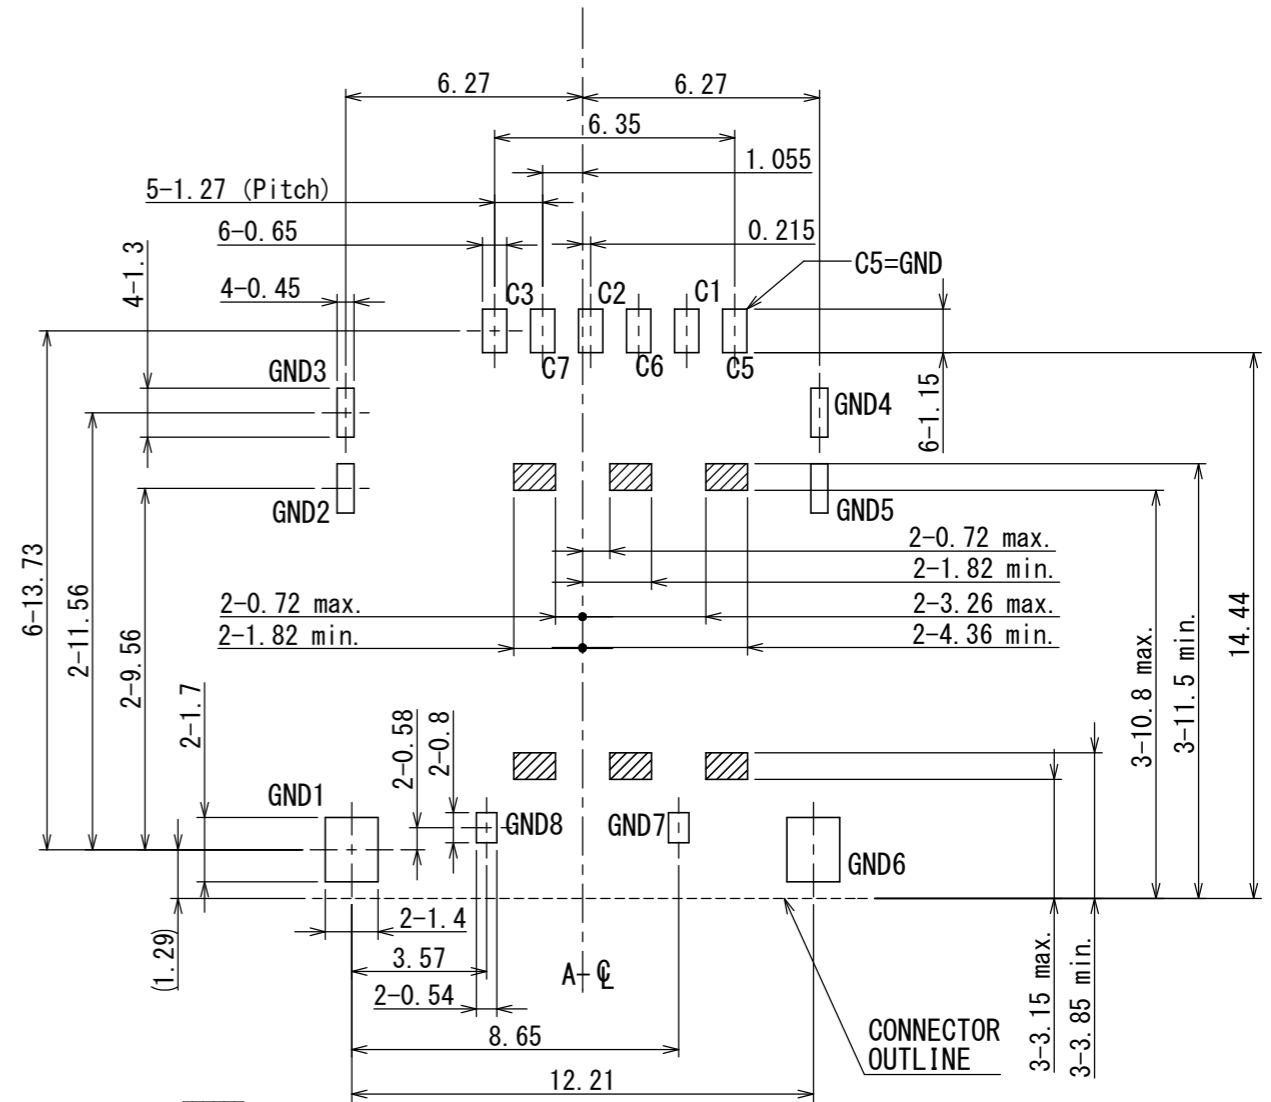 6.27
6.27
6.35
1.055
5-1.27 (Pitch)
6-0.65
0.215
4-1.3
4-0.45
C5=GND
C3
C2
C1
C7
C6
C5
GND3
GND4
6-1.15
GND2
GND5
6-13.73
2-11.56
2-9.56
2-0.72 max.
2-1.82 min.
2-0.72 max.
2-3.26 max.
2-1.82 min.
2-4.36 min.
14.44
3-10.8 max.
3-11.5 min.
2-1.7
2-0.58
2-0.8
GND1
GND8
GND7
GND6
(1.29)
2-1.4
3.57
2-0.54
A-℄
8.65
12.21
CONNECTOR
OUTLINE
3-3.15 max.
3-3.85 min.